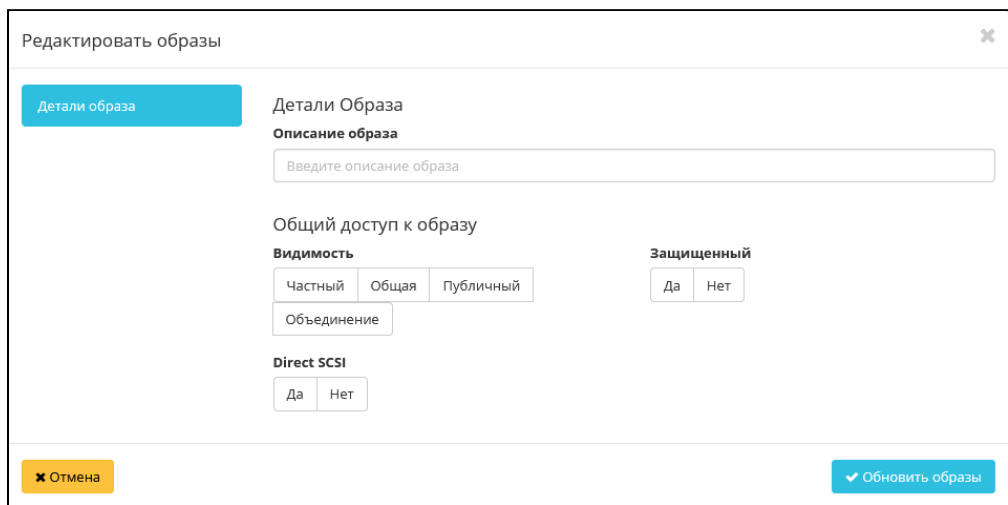 Редактировать образы
Детали образа
Детали Образа
Описание образа
Введите описание образа
Общий доступ к образу
Видимость Защищенный
Частный Общая Публичный Да Нет
Объединение
Direct SCSI
Да Нет
Отмена Обновить образы